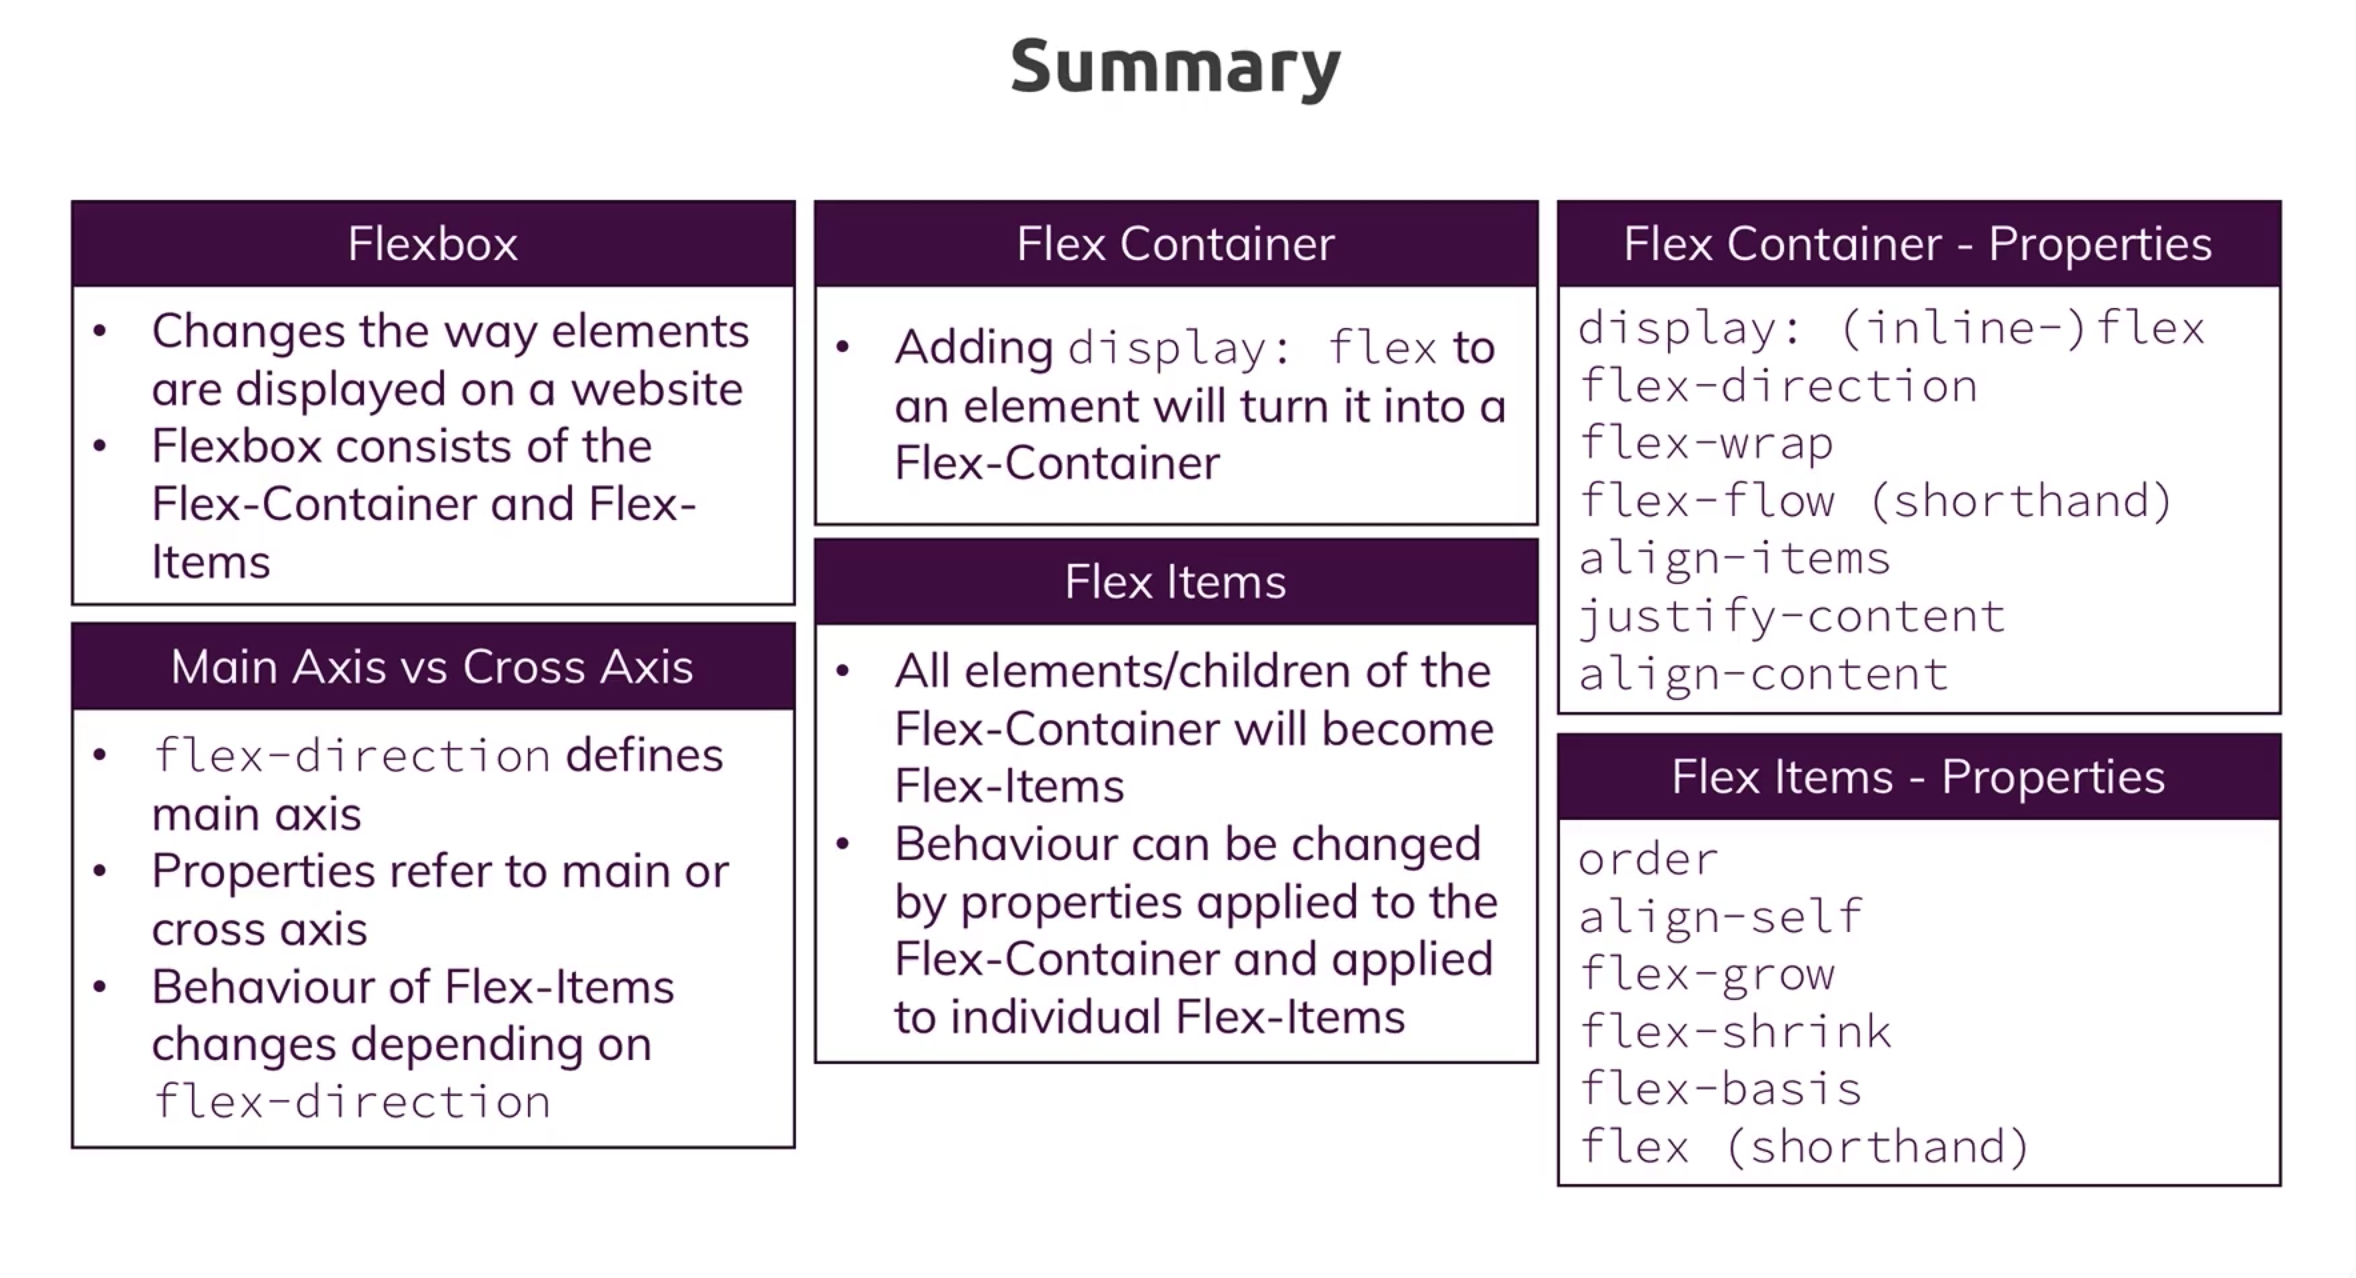 Summary
Flexbox
• Changes the way elements
are displayed on a website
• Flexbox consists of the
Flex-Container and Flex-
Items
Main Axis vs Cross Axis
• flex-direction defines
main axis
• Properties refer to main or
cross axis
• Behaviour of Flex-Items
changes depending on
flex-direction
Flex Container
• Adding display: flex to
an element will turn it into a
Flex-Container
Flex Items
• All elements/children of the
Flex-Container will become
Flex-Items
• Behaviour can be changed
by properties applied to the
Flex-Container and applied
to individual Flex-Items
Flex Container - Properties
display: (inline-)flex
flex-direction
flex-wrap
flex-flow (shorthand)
align-items
justify-content
align-content
Flex Items - Properties
order
align-self
flex-grow
flex-shrink
flex-basis
flex (shorthand)